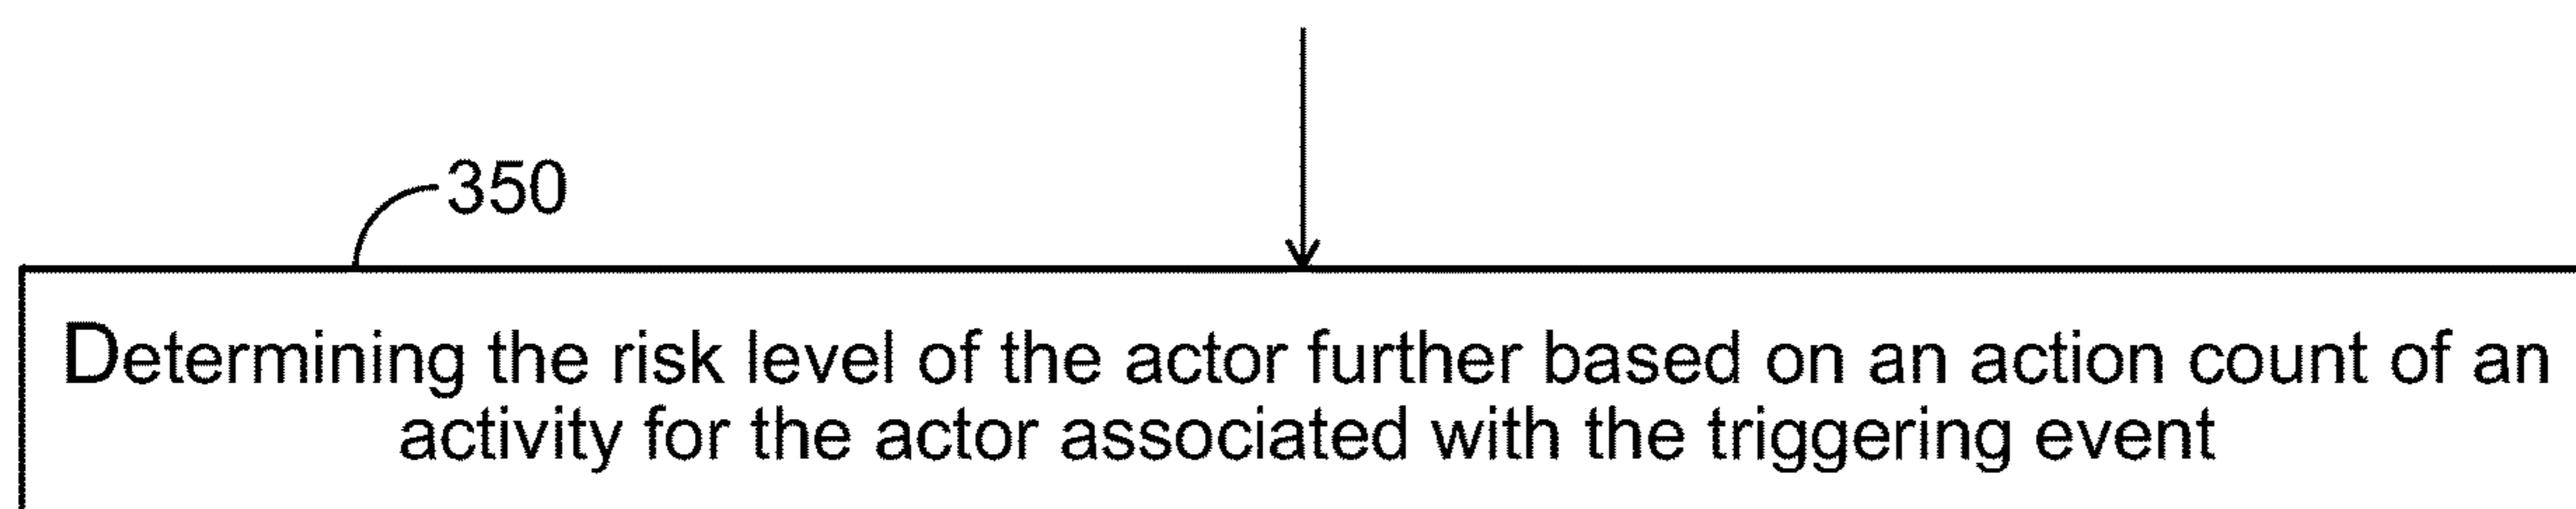 350
Determining the risk level of the actor further based on an action count of an
activity for the actor associated with the triggering event